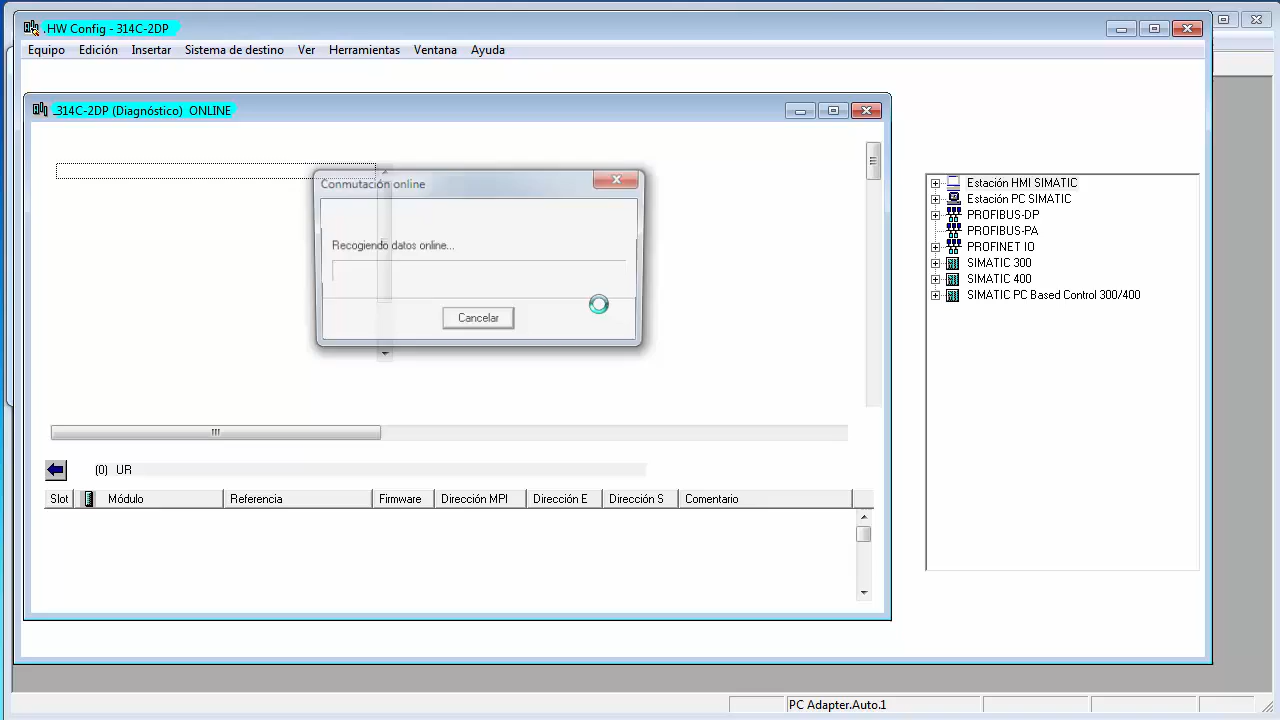 HW Config - 314C-2DP
Equipo Edición Insertar Sistema de destino Ver Herramientas Ventana Ayuda
314C-2DP (Diagnóstico) ONLINE
Conmutación online
Recogiendo datos online...
Cancelar
Estación HMI SIMATIC
Estación PC SIMATIC
PROFIBUS-DP
PROFIBUS-PA
PROFINET IO
SIMATIC 300
SIMATIC 400
SIMATIC PC Based Control 300/400
(0) UR
Slot Módulo Referencia Firmware Dirección MPI Dirección E Dirección S Comentario
PC Adapter.Auto.1